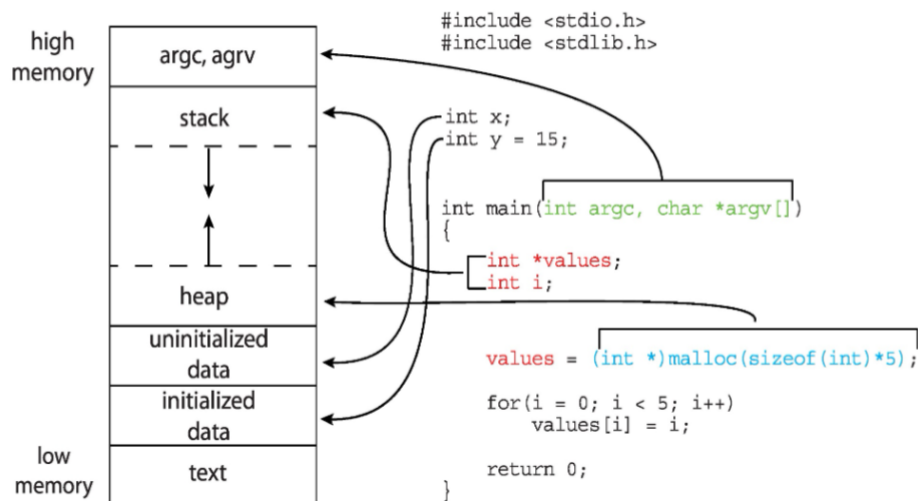 high
memory
argc, agrv
stack
heap
uninitialized
data
initialized
data
low
memory
text
#include <stdio.h>
#include <stdlib.h>
int x;
int y = 15;
int main(int argc, char *argv[])
{
int *values;
int i;
values = (int *)malloc(sizeof(int)*5);
for(i = 0; i < 5; i++)
values[i] = i;
return 0;
}